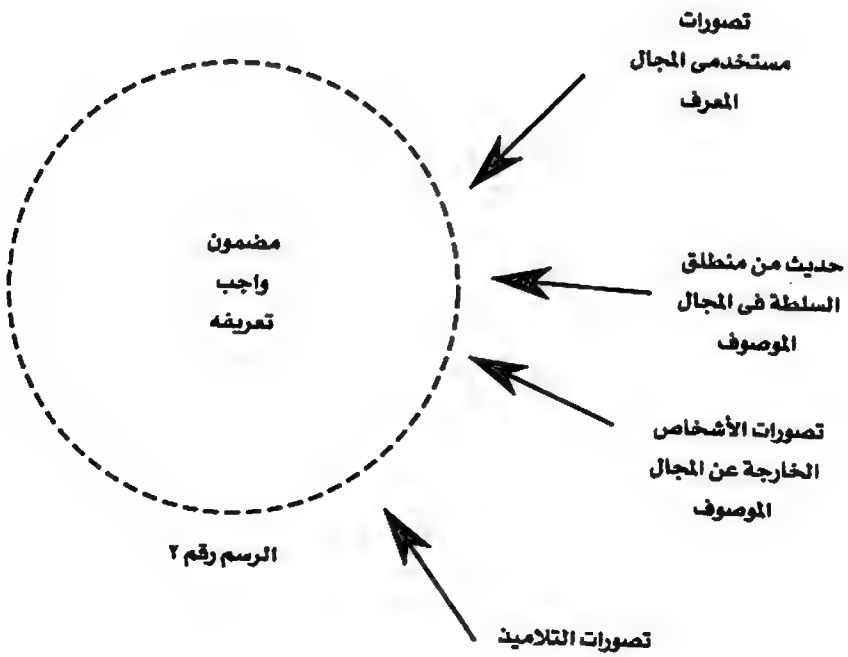 تصورات
مستخدمى المجال
المعرف
مضمون
واجب
تعريفه
حديث من منطلق
السلطة فى المجال
الموصوف
تصورات الأشخاص
الخارجة عن المجال
الموصوف
الرسم رقم ٢
تصورات التلاميذ